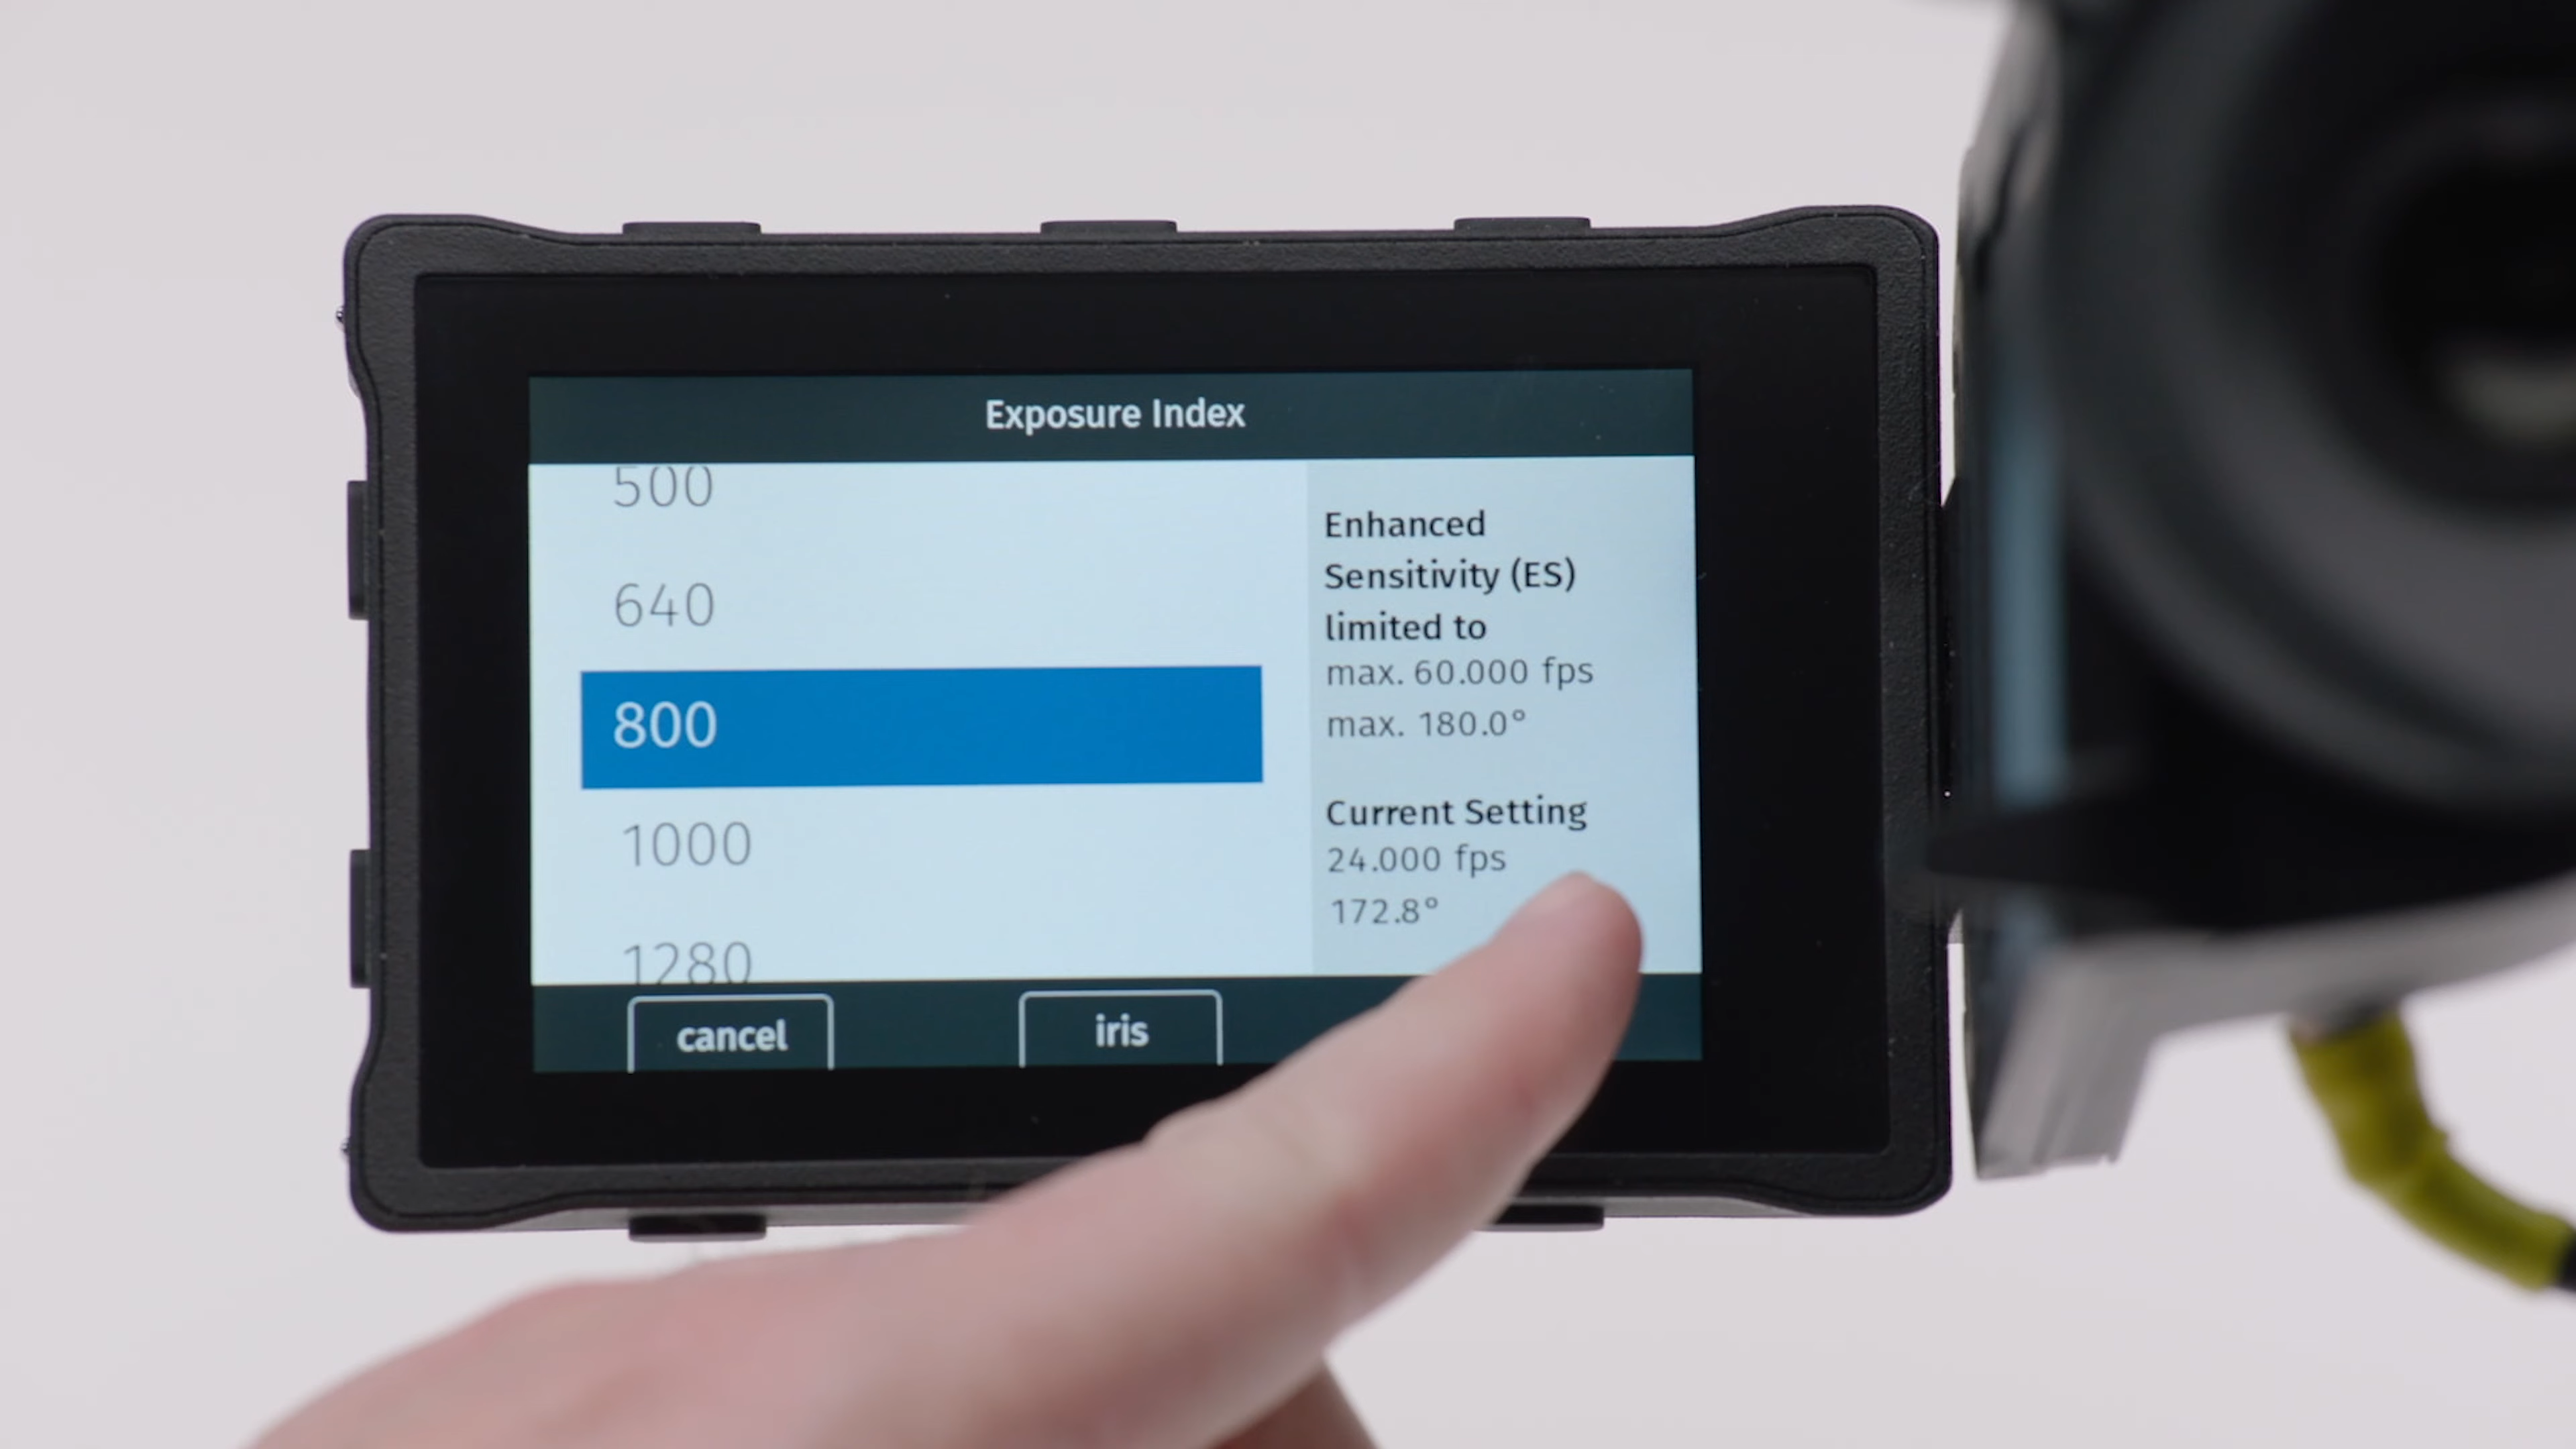 Exposure Index
500
640
800
1000
1280
Enhanced
Sensitivity (ES)
limited to
max. 60.000 fps
max. 180.0°
Current Setting
24.000 fps
172.8°
cancel
iris